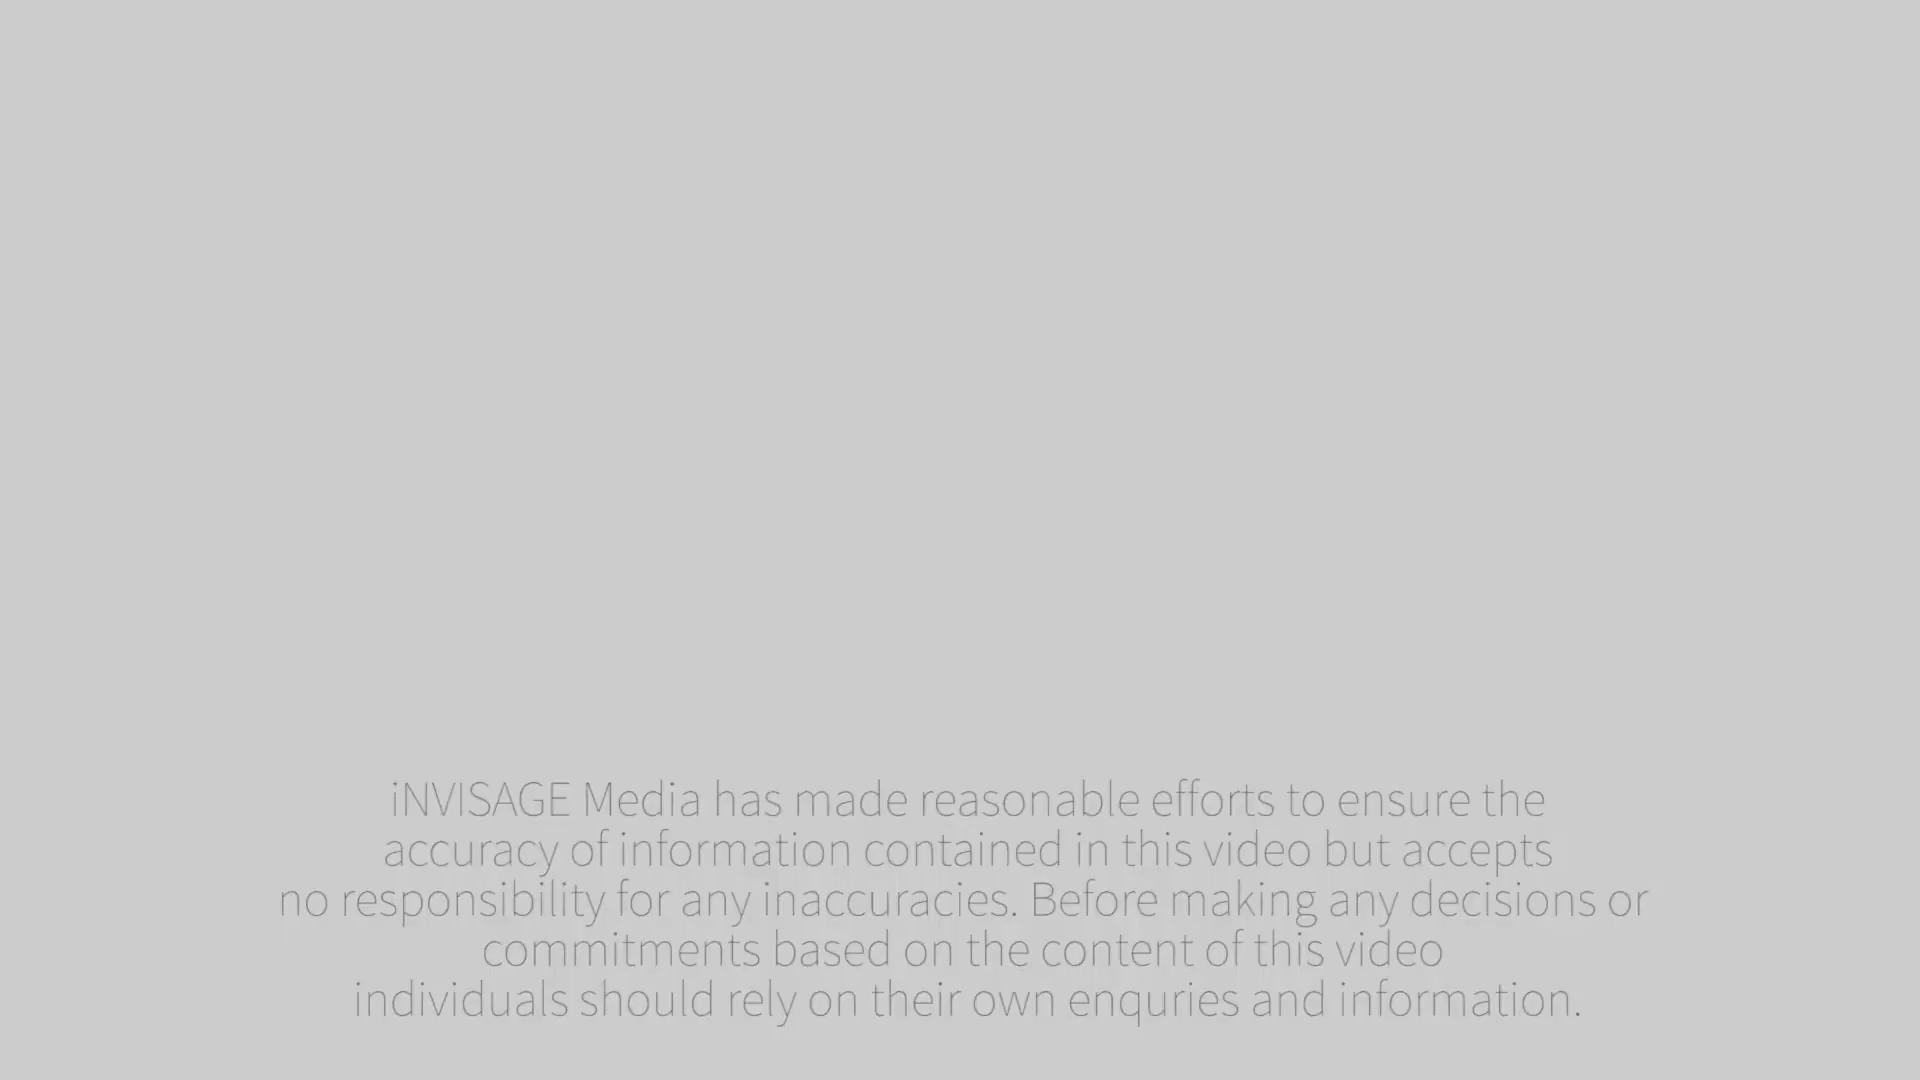 iNVISAGE Media has made reasonable efforts to ensure the
accuracy of information contained in this video but accepts
no responsibility for any inaccuracies. Before making any decisions or
commitments based on the content of this video
individuals should rely on their own enquries and information.